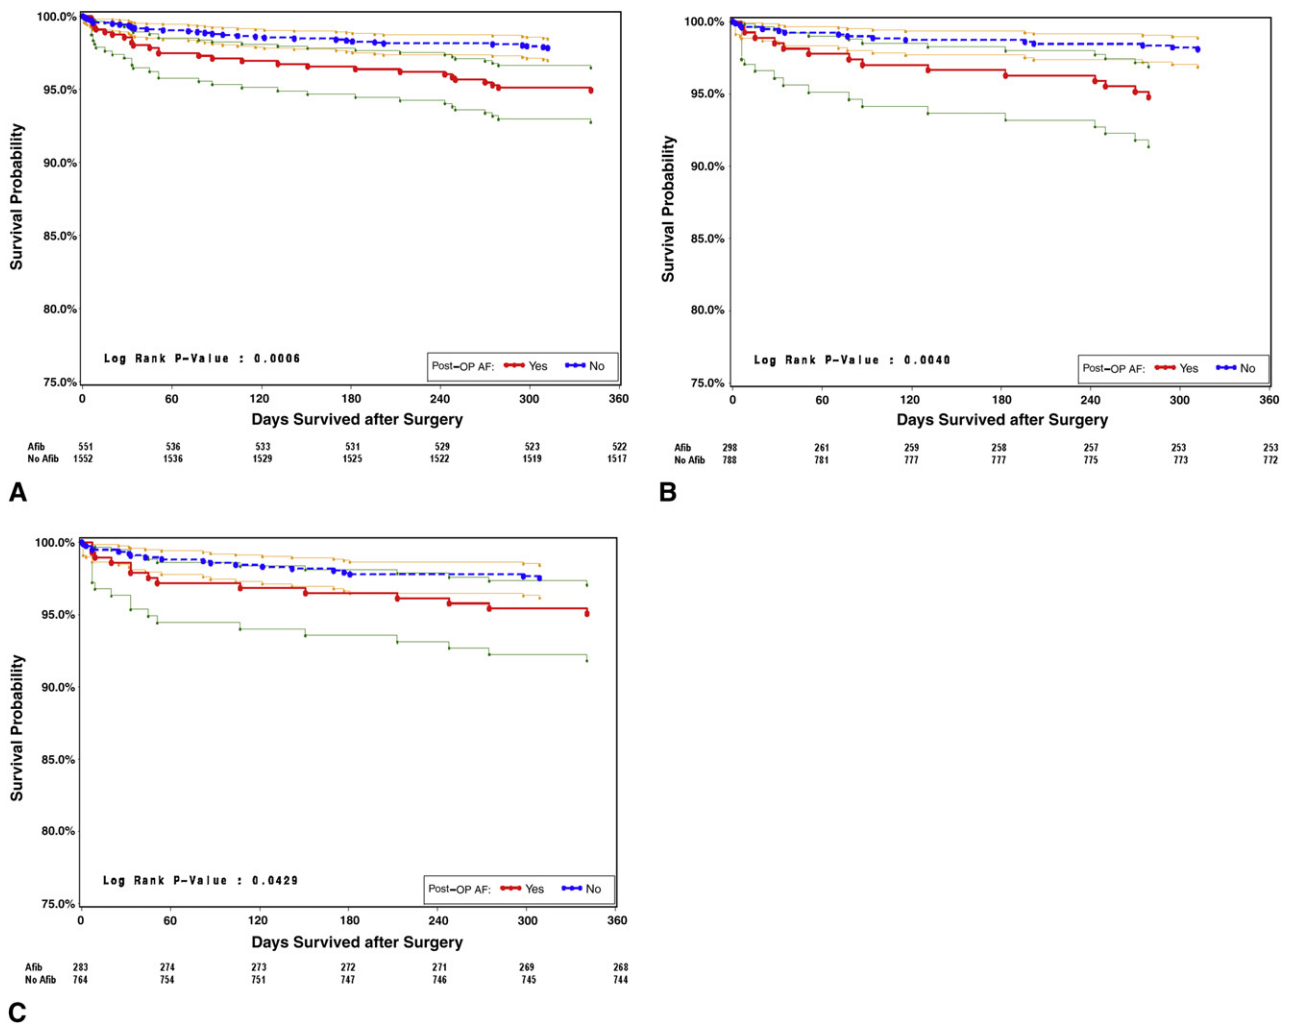 100.0%
95.0%
90.0%
85.0%
80.0%
75.0%
Survival Probability
Log Rank P-Value : 0.0006
Post-OP AF: Yes No
0 60 120 180 240 300 360
Days Survived after Surgery
Afib 551 536 533 531 529 523 522
No Afib 1552 1536 1529 1525 1522 1519 1517
A
100.0%
95.0%
90.0%
85.0%
80.0%
75.0%
Survival Probability
Log Rank P-Value : 0.0040
Post-OP AF: Yes No
0 60 120 180 240 300 360
Days Survived after Surgery
Afib 298 261 259 258 257 253 253
No Afib 788 781 777 777 775 773 772
B
100.0%
95.0%
90.0%
85.0%
80.0%
75.0%
Survival Probability
Log Rank P-Value : 0.0429
Post-OP AF: Yes No
0 60 120 180 240 300 360
Days Survived after Surgery
Afib 283 274 273 272 271 269 268
No Afib 764 754 751 747 746 745 744
C